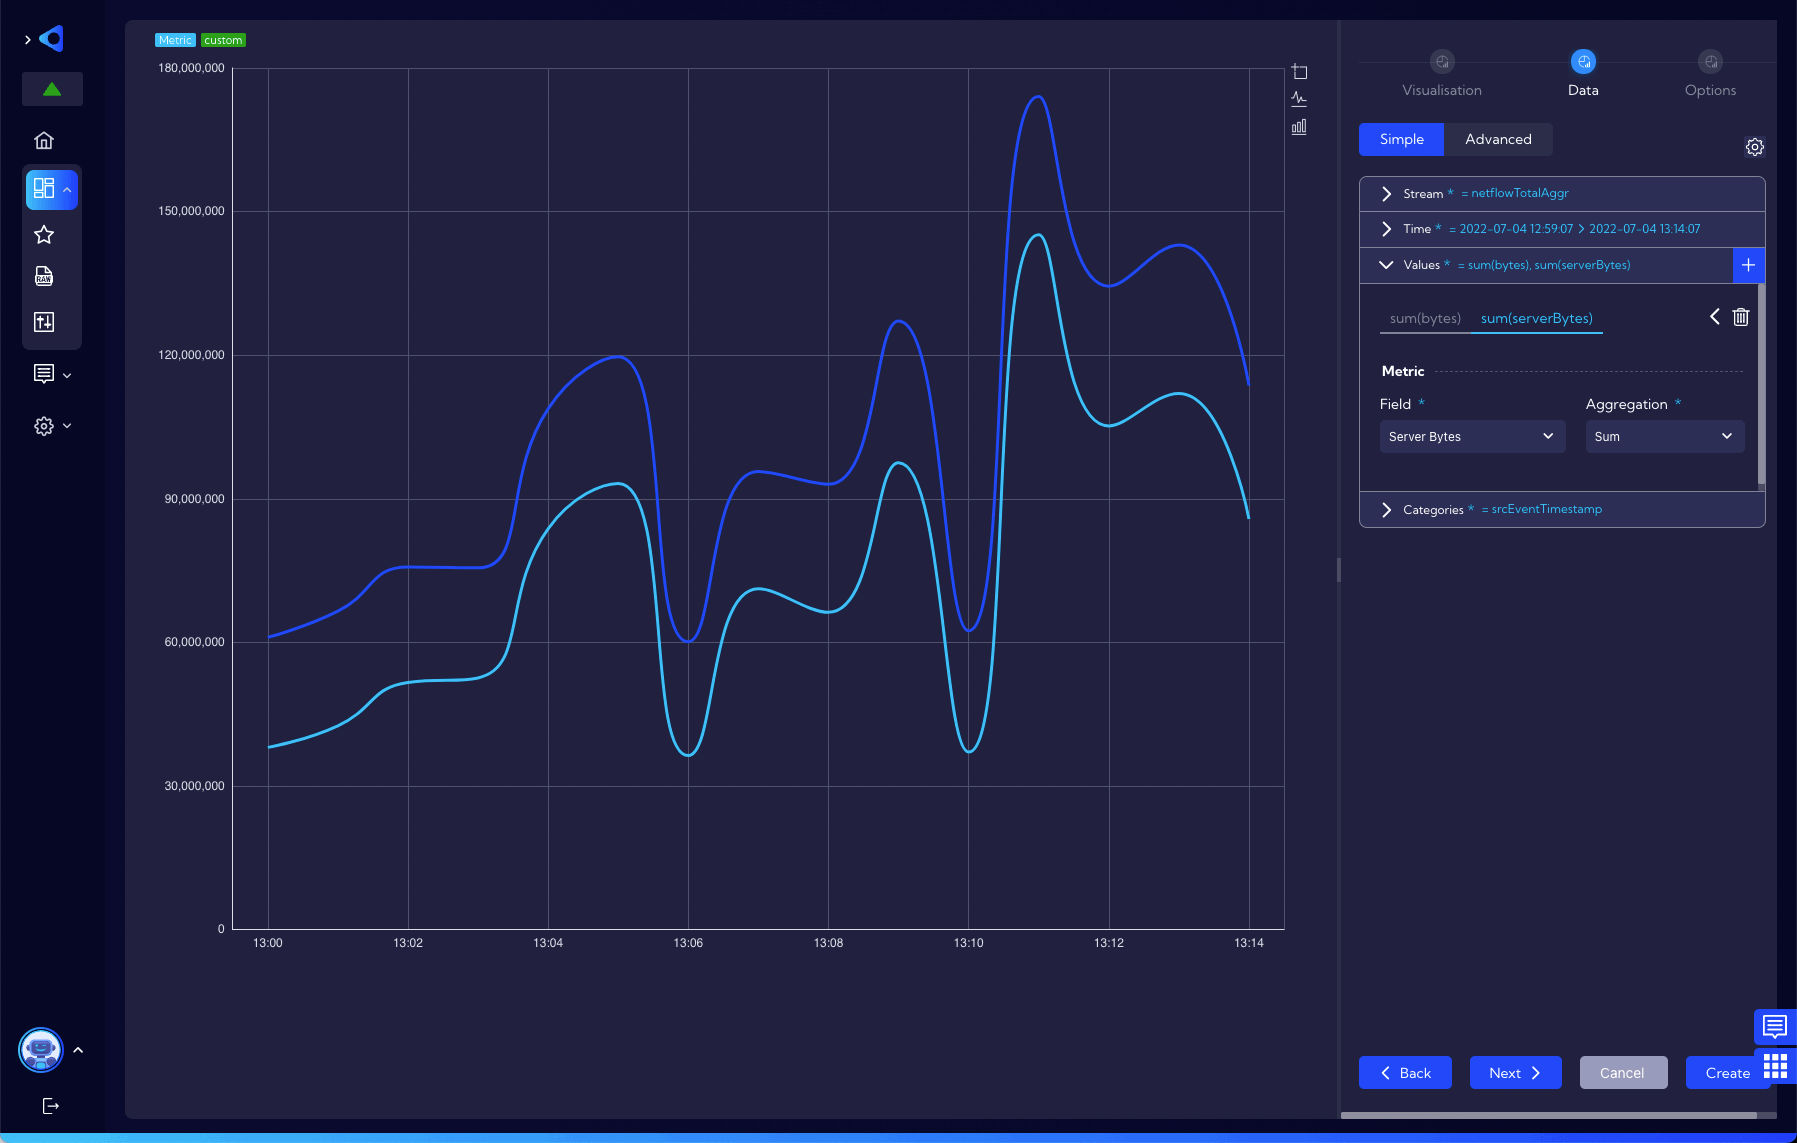 Metric custom
180,000,000
150,000,000
120,000,000
90,000,000
60,000,000
30,000,000
0
13:00 13:02 13:04 13:06 13:08 13:10 13:12 13:14
RAW
Visualisation Data Options
Simple Advanced
Stream * = netflowTotalAggr
Time * = 2022-07-04 12:59:07 > 2022-07-04 13:14:07
Values * = sum(bytes), sum(serverBytes)
sum(bytes) sum(serverBytes)
Metric
Field * Aggregation *
Server Bytes Sum
Categories * = srcEventTimestamp
Back Next Cancel Create